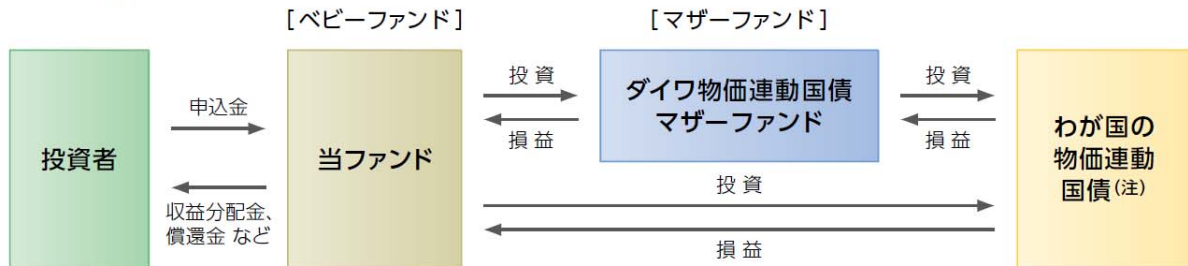 [ベビーファンド]
[マザーファンド]
投資者
申込金
収益分配金、
償還金 など
当ファンド
投 資
損 益
ダイワ物価連動国債
マザーファンド
投 資
損 益
投 資
損 益
わが国の
物価連動
国債(注)